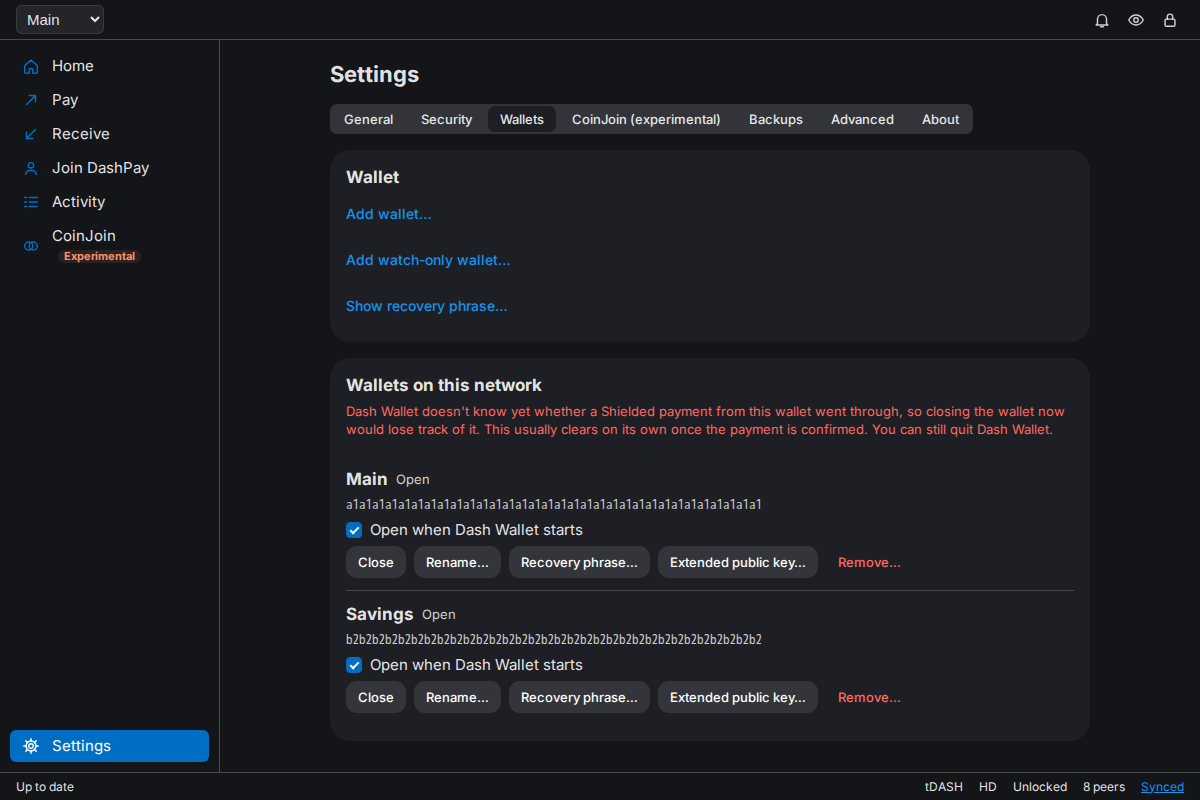 Main
Home
Pay
Receive
Join DashPay
Activity
CoinJoin
Experimental
Settings
Settings
General Security Wallets CoinJoin (experimental) Backups Advanced About
Wallet
Add wallet...
Add watch-only wallet...
Show recovery phrase...
Wallets on this network
Dash Wallet doesn't know yet whether a Shielded payment from this wallet went through, so closing the wallet now
would lose track of it. This usually clears on its own once the payment is confirmed. You can still quit Dash Wallet.
Main Open
a1a1a1a1a1a1a1a1a1a1a1a1a1a1a1a1a1a1a1a1a1a1a1a1a1a1a1a1a1a1a1a1
Open when Dash Wallet starts
Close Rename... Recovery phrase... Extended public key... Remove...
Savings Open
b2b2b2b2b2b2b2b2b2b2b2b2b2b2b2b2b2b2b2b2b2b2b2b2b2b2b2b2b2b2b2b2
Open when Dash Wallet starts
Close Rename... Recovery phrase... Extended public key... Remove...
Up to date
tDASH HD Unlocked 8 peers Synced